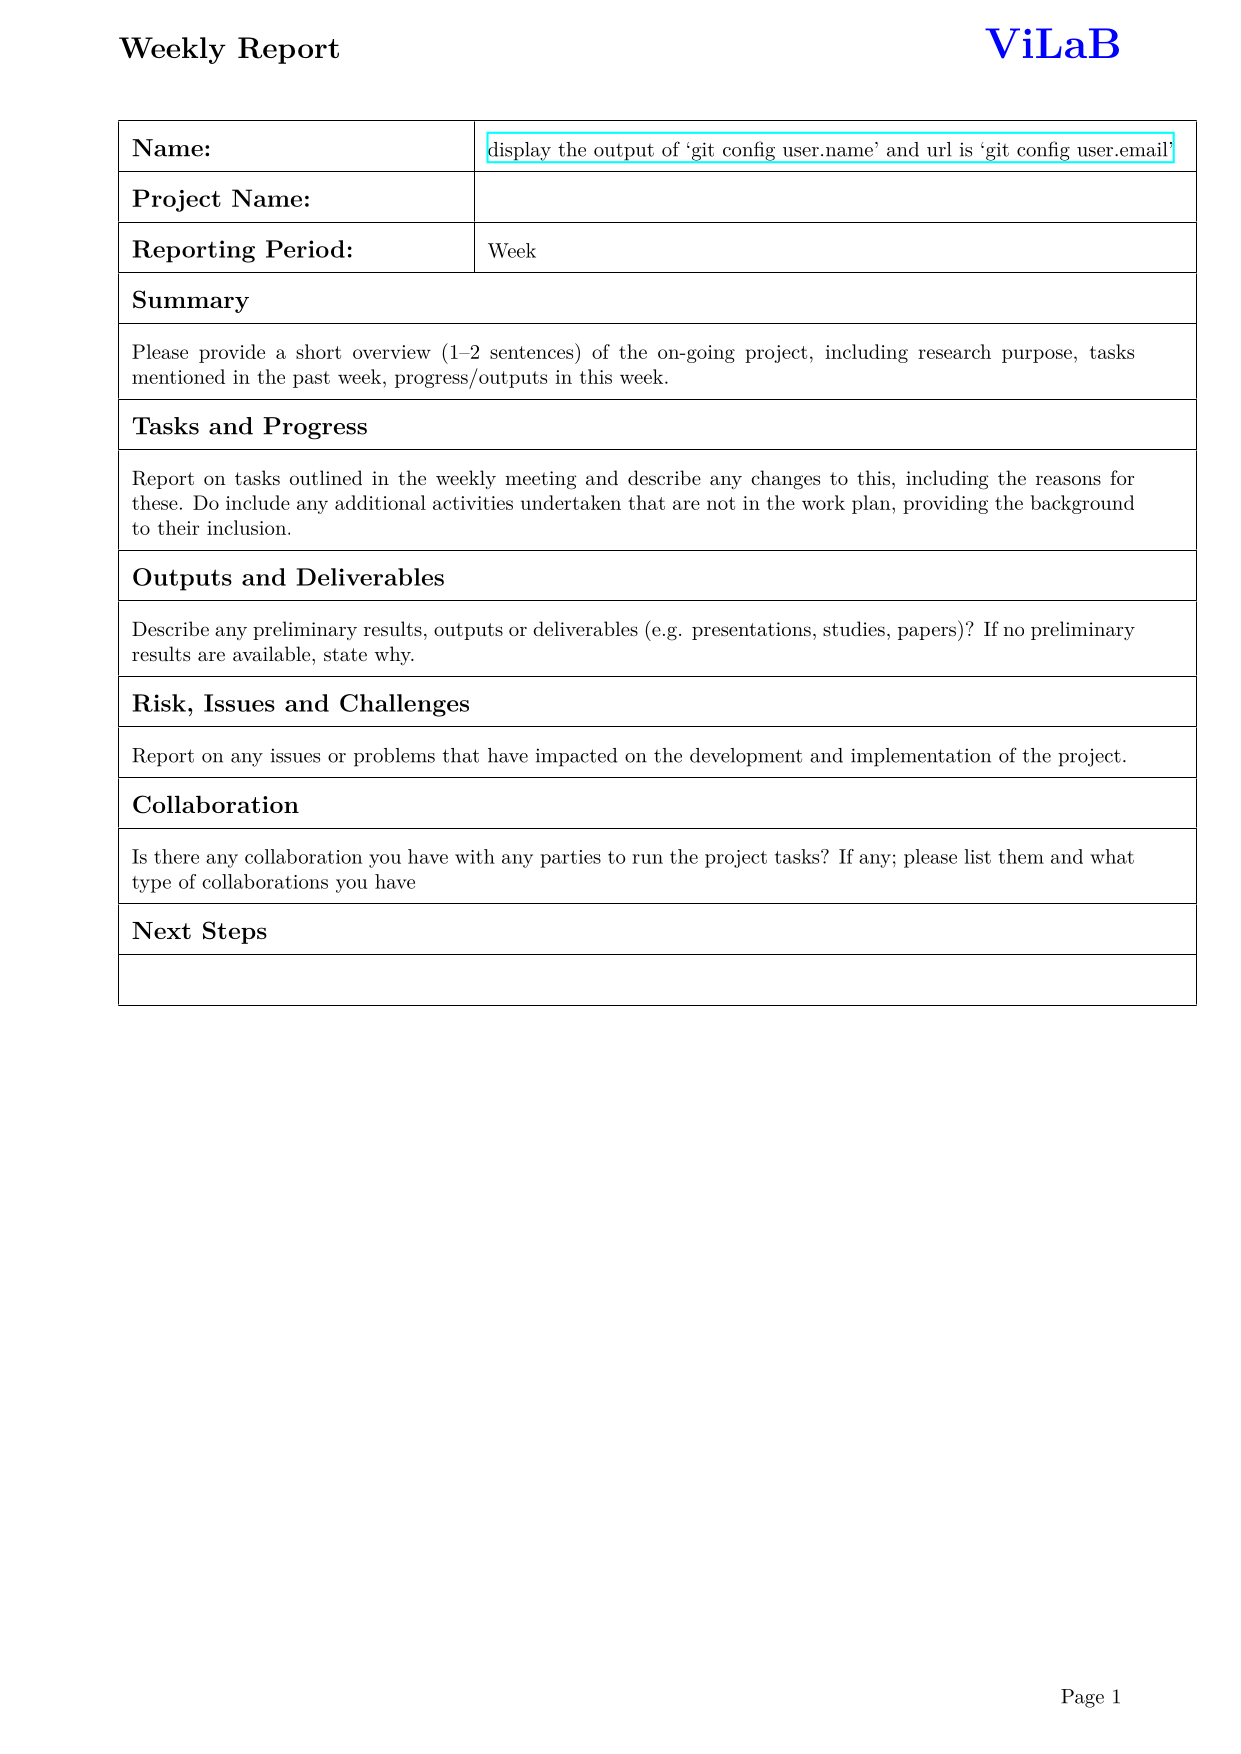 Weekly Report
ViLaB
Name:
display the output of ‘git config user.name’ and url is ‘git config user.email’
Project Name:
Reporting Period:
Week
Summary
Please provide a short overview (1–2 sentences) of the on-going project, including research purpose, tasks
mentioned in the past week, progress/outputs in this week.
Tasks and Progress
Report on tasks outlined in the weekly meeting and describe any changes to this, including the reasons for
these. Do include any additional activities undertaken that are not in the work plan, providing the background
to their inclusion.
Outputs and Deliverables
Describe any preliminary results, outputs or deliverables (e.g. presentations, studies, papers)? If no preliminary
results are available, state why.
Risk, Issues and Challenges
Report on any issues or problems that have impacted on the development and implementation of the project.
Collaboration
Is there any collaboration you have with any parties to run the project tasks? If any; please list them and what
type of collaborations you have
Next Steps
Page 1